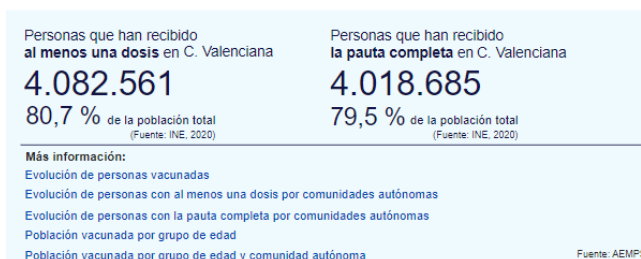 Personas que han recibido
al menos una dosis en C. Valenciana
4.082.561
80,7 % de la población total
(Fuente: INE, 2020)
Personas que han recibido
la pauta completa en C. Valenciana
4.018.685
79,5 % de la población total
(Fuente: INE, 2020)
Más información:
Evolución de personas vacunadas
Evolución de personas con al menos una dosis por comunidades autónomas
Evolución de personas con la pauta completa por comunidades autónomas
Población vacunada por grupo de edad
Población vacunada por grupo de edad y comunidad autónoma
Fuente: AEMPS